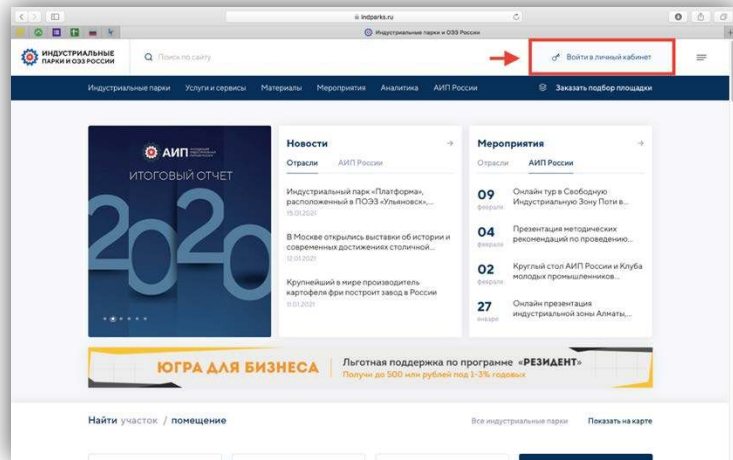 indparks.ru
Индустриальные парки и ОЭЗ России
ИНДУСТРИАЛЬНЫЕ
ПАРКИ И ОЭЗ РОССИИ
Поиск по сайту
Войти в личный кабинет
Индустриальные парки Услуги и сервисы Материалы Мероприятия Аналитика АИП России Заказать подбор площадки
АИП
ИТОГОВЫЙ ОТЧЕТ
2020
Новости
Отрасли АИП России
Индустриальный парк «Платформа»,
расположенный в ПОЭЗ «Ульяновск»,...
15.01.2021
В Москве открылись выставки об истории и
современных достижениях столичной...
12.01.2021
Крупнейший в мире производитель
картофеля фри построит завод в России
11.01.2021
Мероприятия
Отрасли АИП России
09 Онлайн тур в Свободную
февраля Индустриальную Зону Поти в...
04 Презентация методических
февраля рекомендаций по проведению...
02 Круглый стол АИП России и Клуба
февраля молодых промышленников...
27 Онлайн презентация
января индустриальной зоны Алматы,...
ЮГРА ДЛЯ БИЗНЕСА
Льготная поддержка по программе «РЕЗИДЕНТ»
Получи до 500 млн рублей под 1-3% годовых
Найти участок / помещение
Все индустриальные парки Показать на карте